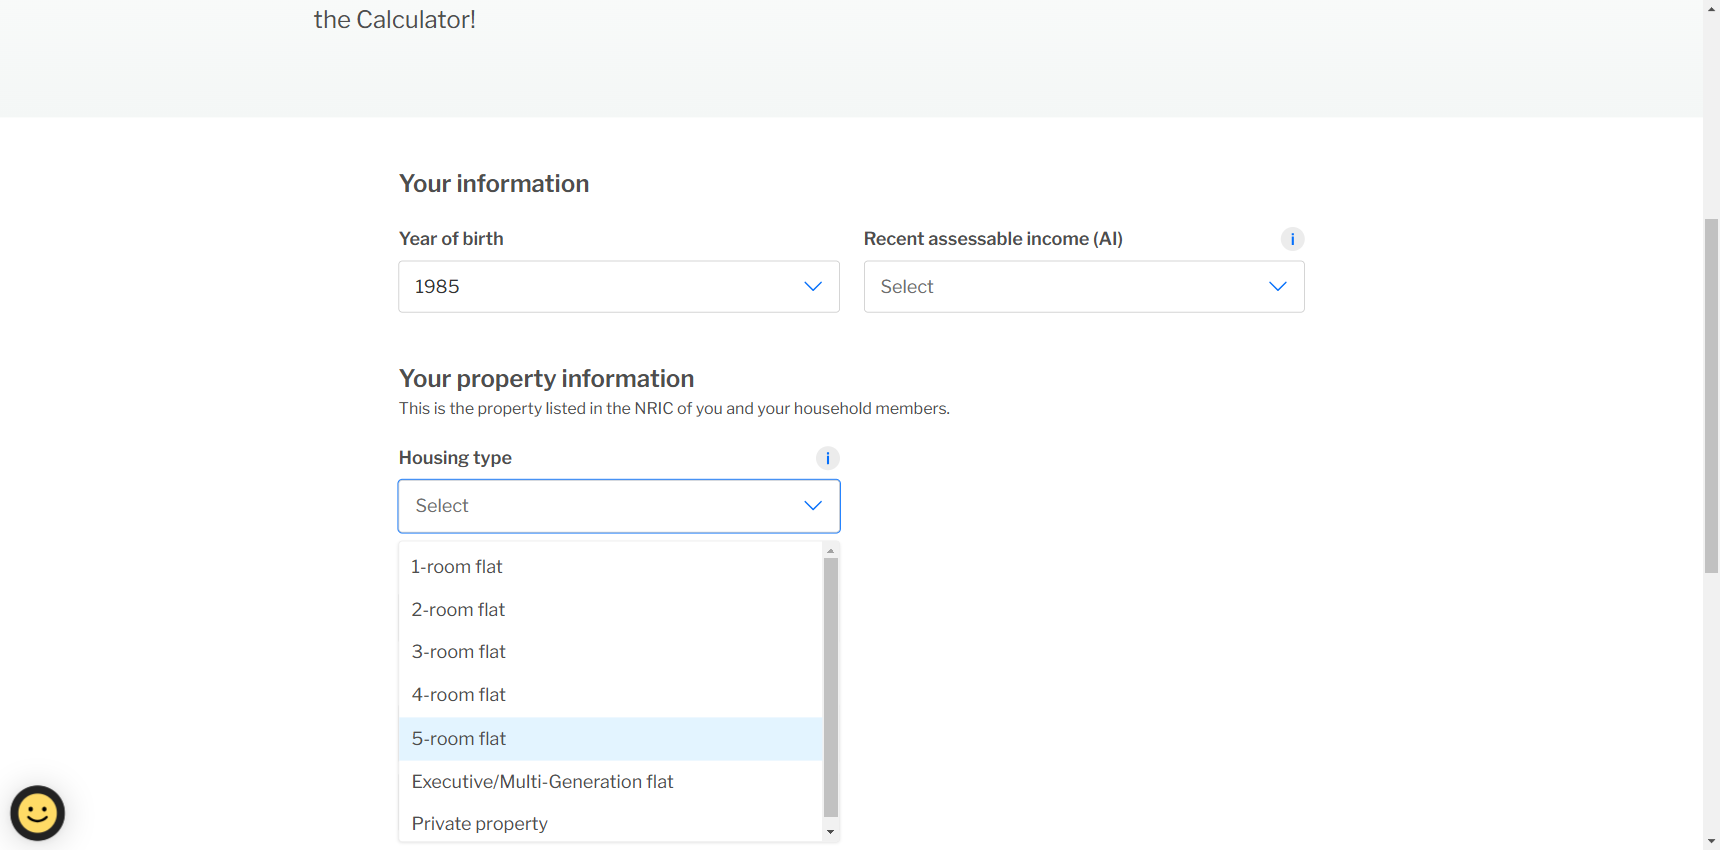 the Calculator!
Your information
Year of birth
Recent assessable income (AI)
i
1985
Select
Your property information
This is the property listed in the NRIC of you and your household members.
Housing type
i
Select
1-room flat
2-room flat
3-room flat
4-room flat
5-room flat
Executive/Multi-Generation flat
Private property